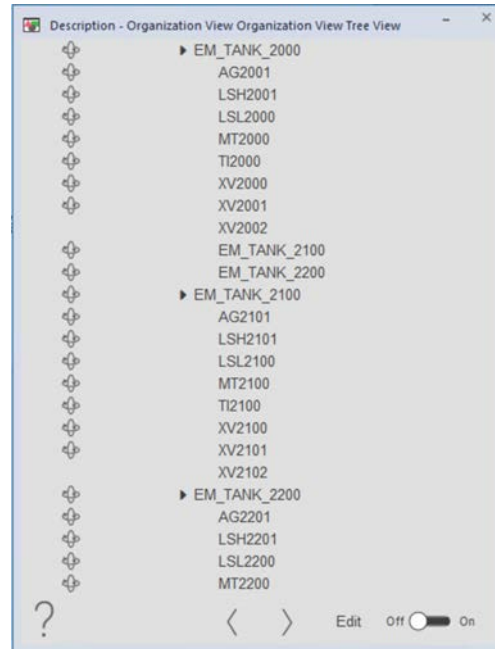 Description - Organization View Organization View Tree View
EM_TANK_2000
AG2001
LSH2001
LSL2000
MT2000
TI2000
XV2000
XV2001
XV2002
EM_TANK_2100
EM_TANK_2200
EM_TANK_2100
AG2101
LSH2101
LSL2100
MT2100
TI2100
XV2100
XV2101
XV2102
EM_TANK_2200
AG2201
LSH2201
LSL2200
MT2200
? Edit Off On